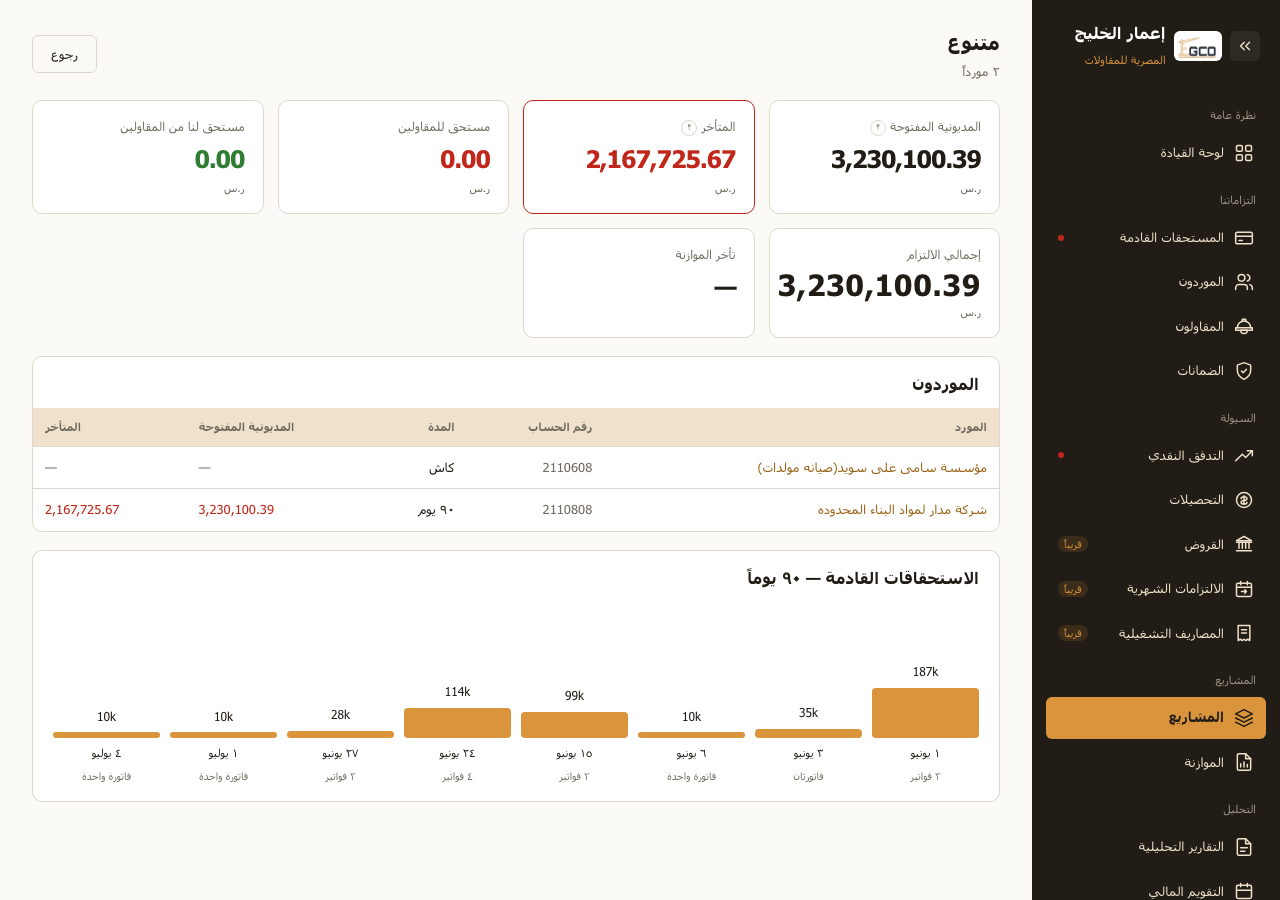 إعمار الخليج
المصرية للمقاولات
GCO
نظرة عامة
لوحة القيادة
التزاماتنا
المستحقات القادمة
الموردون
المقاولون
الضمانات
السيولة
التدفق النقدي
التحصيلات
القروض قريباً
الالتزامات الشهرية قريباً
المصاريف التشغيلية قريباً
المشاريع
المشاريع
الموازنة
التحليل
التقارير التحليلية
التقويم المالي
متنوع
٢ مورداً
رجوع
المديونية المفتوحة ؟
3,230,100.39
ر.س
المتأخر ؟
2,167,725.67
ر.س
مستحق للمقاولين
0.00
ر.س
مستحق لنا من المقاولين
0.00
ر.س
إجمالي الالتزام
3,230,100.39
ر.س
تأخر الموازنة
—
الموردون
المورد رقم الحساب المدة المديونية المفتوحة المتأخر
مؤسسة سامى على سويد(صيانه مولدات) 2110608 كاش — —
شركة مدار لمواد البناء المحدوده 2110808 ٩٠ يوم 3,230,100.39 2,167,725.67
الاستحقاقات القادمة — ٩٠ يوماً
187k 35k 10k 99k 114k 28k 10k 10k
١ يونيو ٣ يونيو ٦ يونيو ١٥ يونيو ٢٤ يونيو ٢٧ يونيو ١ يوليو ٤ يوليو
٢ فواتير فاتورتان فاتورة واحدة ٣ فواتير ٤ فواتير ٣ فواتير فاتورة واحدة فاتورة واحدة